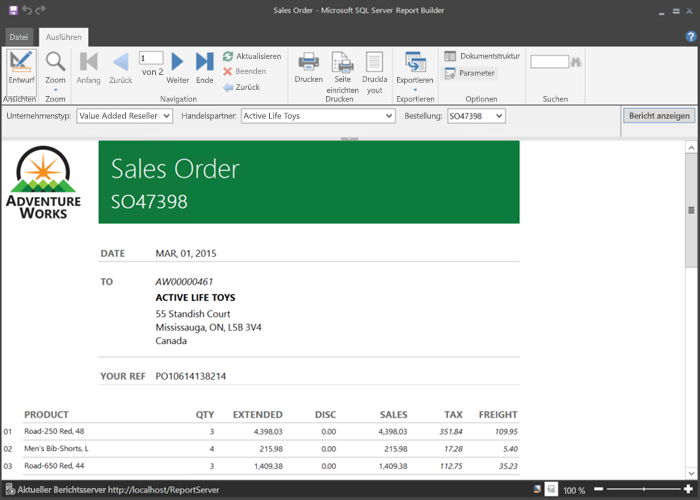 Sales Order - Microsoft SQL Server Report Builder
Datei Ausführen
Entwurf Zoom Anfang Zurück 1 von 2 Weiter Ende Aktualisieren Beenden Zurück Drucken Seite einrichten Druckla yout Exportieren Dokumentstruktur Parameter
Ansichten Zoom Navigation Drucken Exportieren Optionen Suchen
Unternehmenstyp: Value Added Reseller Handelspartner: Active Life Toys Bestellung: SO47398 Bericht anzeigen
Sales Order
SO47398
ADVENTURE
WORKS
DATE MAR, 01, 2015
TO AW00000461
ACTIVE LIFE TOYS
55 Standish Court
Mississauga, ON, L5B 3V4
Canada
YOUR REF PO10614138214
PRODUCT QTY EXTENDED DISC SALES TAX FREIGHT
01 Road-250 Red, 48 3 4,398.03 0.00 4,398.03 351.84 109.95
02 Men's Bib-Shorts, L 4 215.98 0.00 215.98 17.28 5.40
03 Road-650 Red, 44 3 1,409.38 0.00 1,409.38 112.75 35.23
Aktueller Berichtsserver http://localhost/ReportServer 100 %